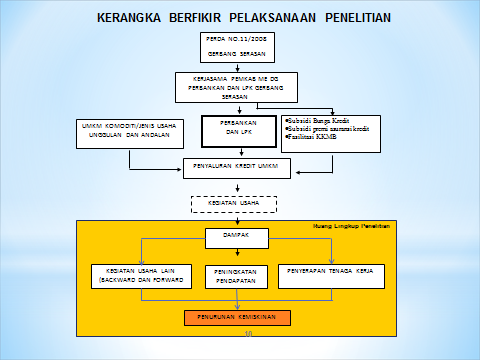 KERANGKA BERFIKIR PELAKSANAAN PENELITIAN
PERDA NO.11/2008
GERBANG SERASAN
KERJASAMA PEMKAB ME DG
PERBANKAN DAN LPK GERBANG
SERASAN
UMKM KOMODITI/JENIS USAHA
UNGGULAN DAN ANDALAN
PERBANKAN
DAN LPK
•Subsidi Bunga Kredit
•Subsidi premi asuransi kredit
•Fasilitasi KKMB
PENYALURAN KREDIT UMKM
KEGIATAN USAHA
Ruang Lingkup Penelitian
DAMPAK
KEGIATAN USAHA LAIN
(BACKWARD DAN FORWARD
PENINGKATAN
PENDAPATAN
PENYERAPAN TENAGA KERJA
PENURUNAN KEMISKINAN
10